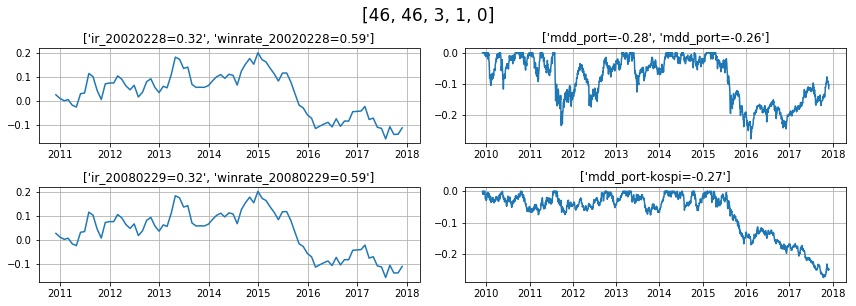 [46, 46, 3, 1, 0]
['ir_20020228=0.32', 'winrate_20020228=0.59']
0.2
0.1
0.0
−0.1
2011 2012 2013 2014 2015 2016 2017 2018
['mdd_port=-0.28', 'mdd_port=-0.26']
0.0
−0.1
−0.2
2010 2011 2012 2013 2014 2015 2016 2017 2018
['ir_20080229=0.32', 'winrate_20080229=0.59']
0.2
0.1
0.0
−0.1
2011 2012 2013 2014 2015 2016 2017 2018
['mdd_port-kospi=-0.27']
0.0
−0.1
−0.2
2010 2011 2012 2013 2014 2015 2016 2017 2018